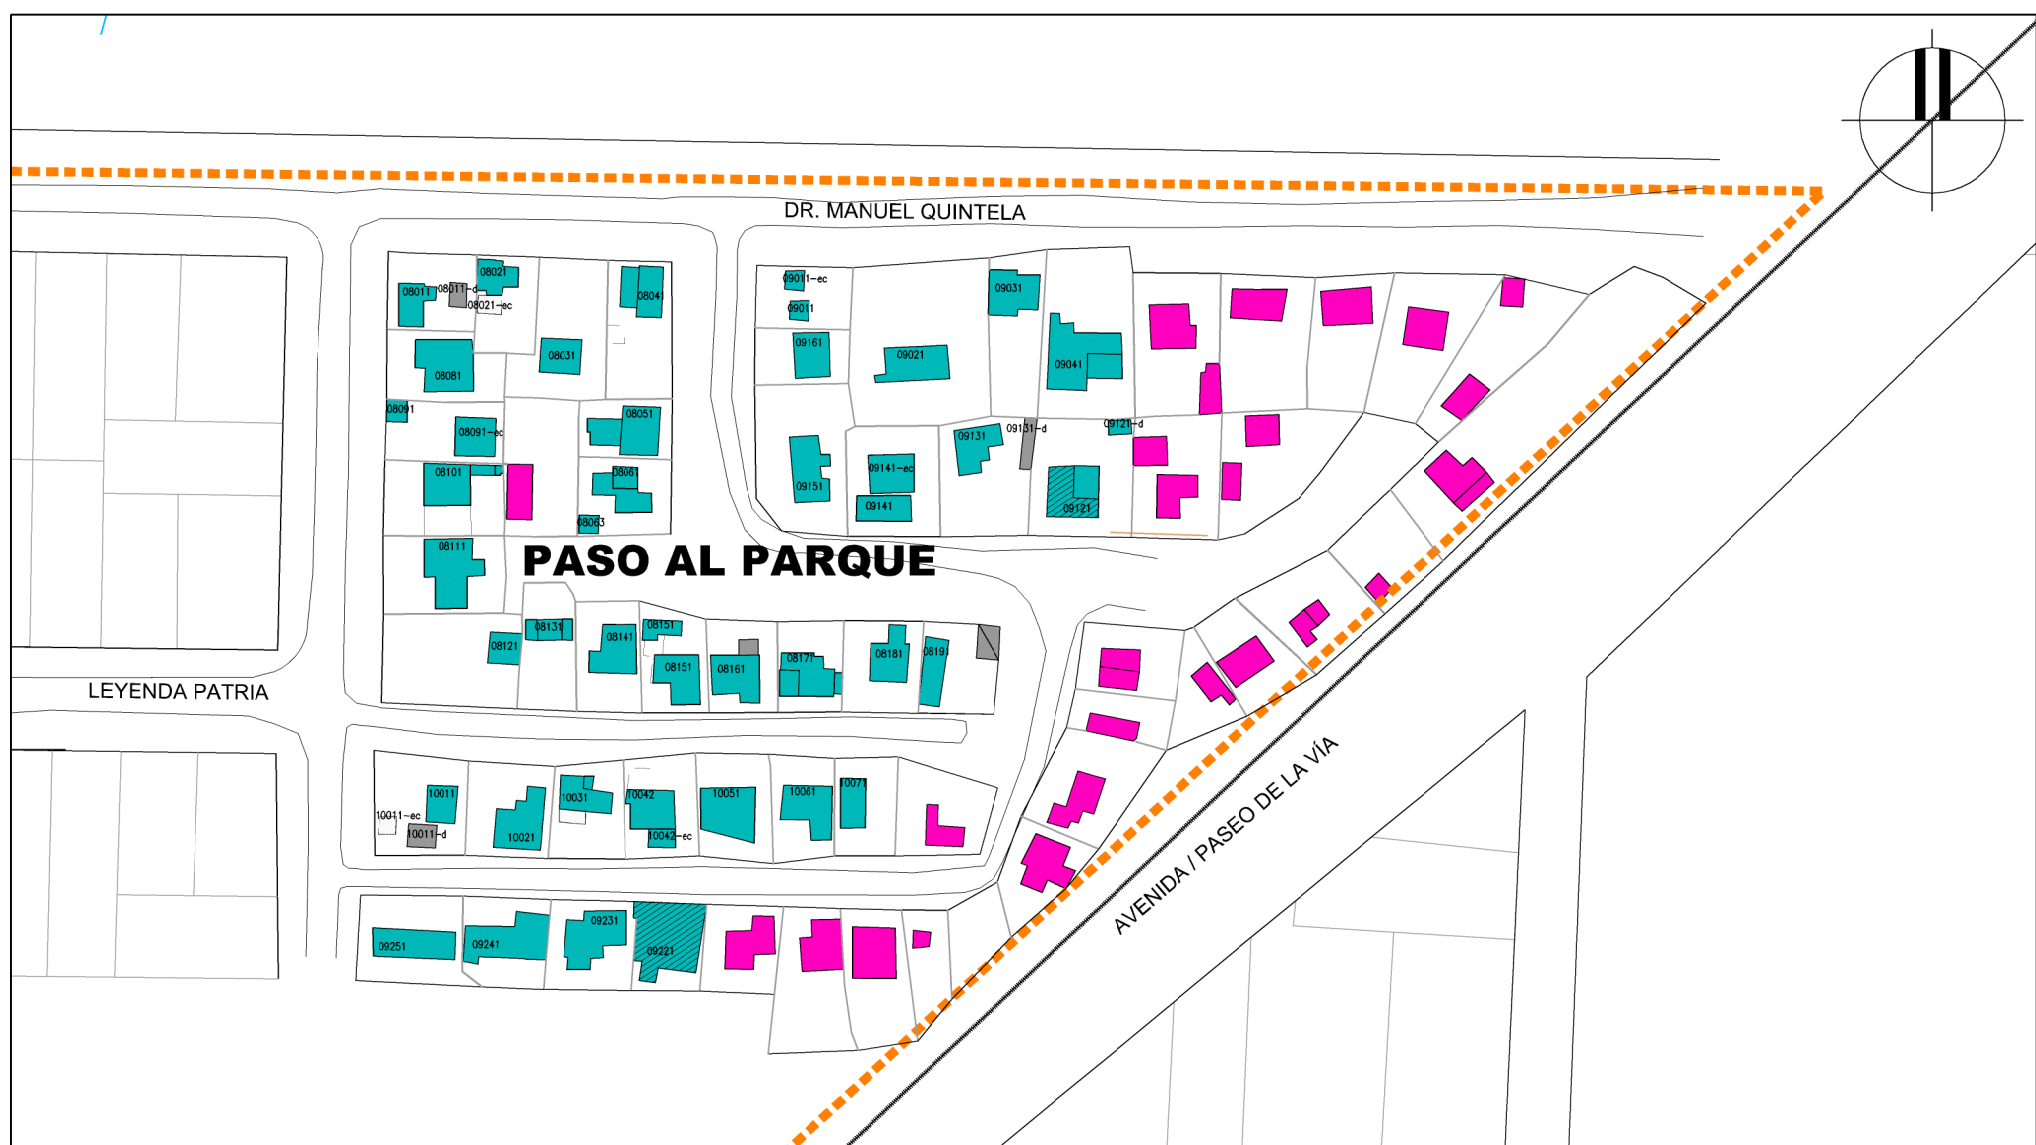 DR. MANUEL QUINTELA
08021
08011
08011-d
08021-ec
08041
08031
08081
08091
08091-ec
08051
08101
08061
08063
08111
09011-ec
09011
09031
09161
09021
09041
09131
09131-d
09121-d
09141-ec
09151
09141
09121
PASO AL PARQUE
08131
08121
08141
08151
08151
08161
08171
08181
08191
LEYENDA PATRIA
AVENIDA / PASEO DE LA VÍA
10011
10011-ec
10011-d
10021
10031
10042
10042-ec
10051
10061
10071
09251
09241
09231
09221